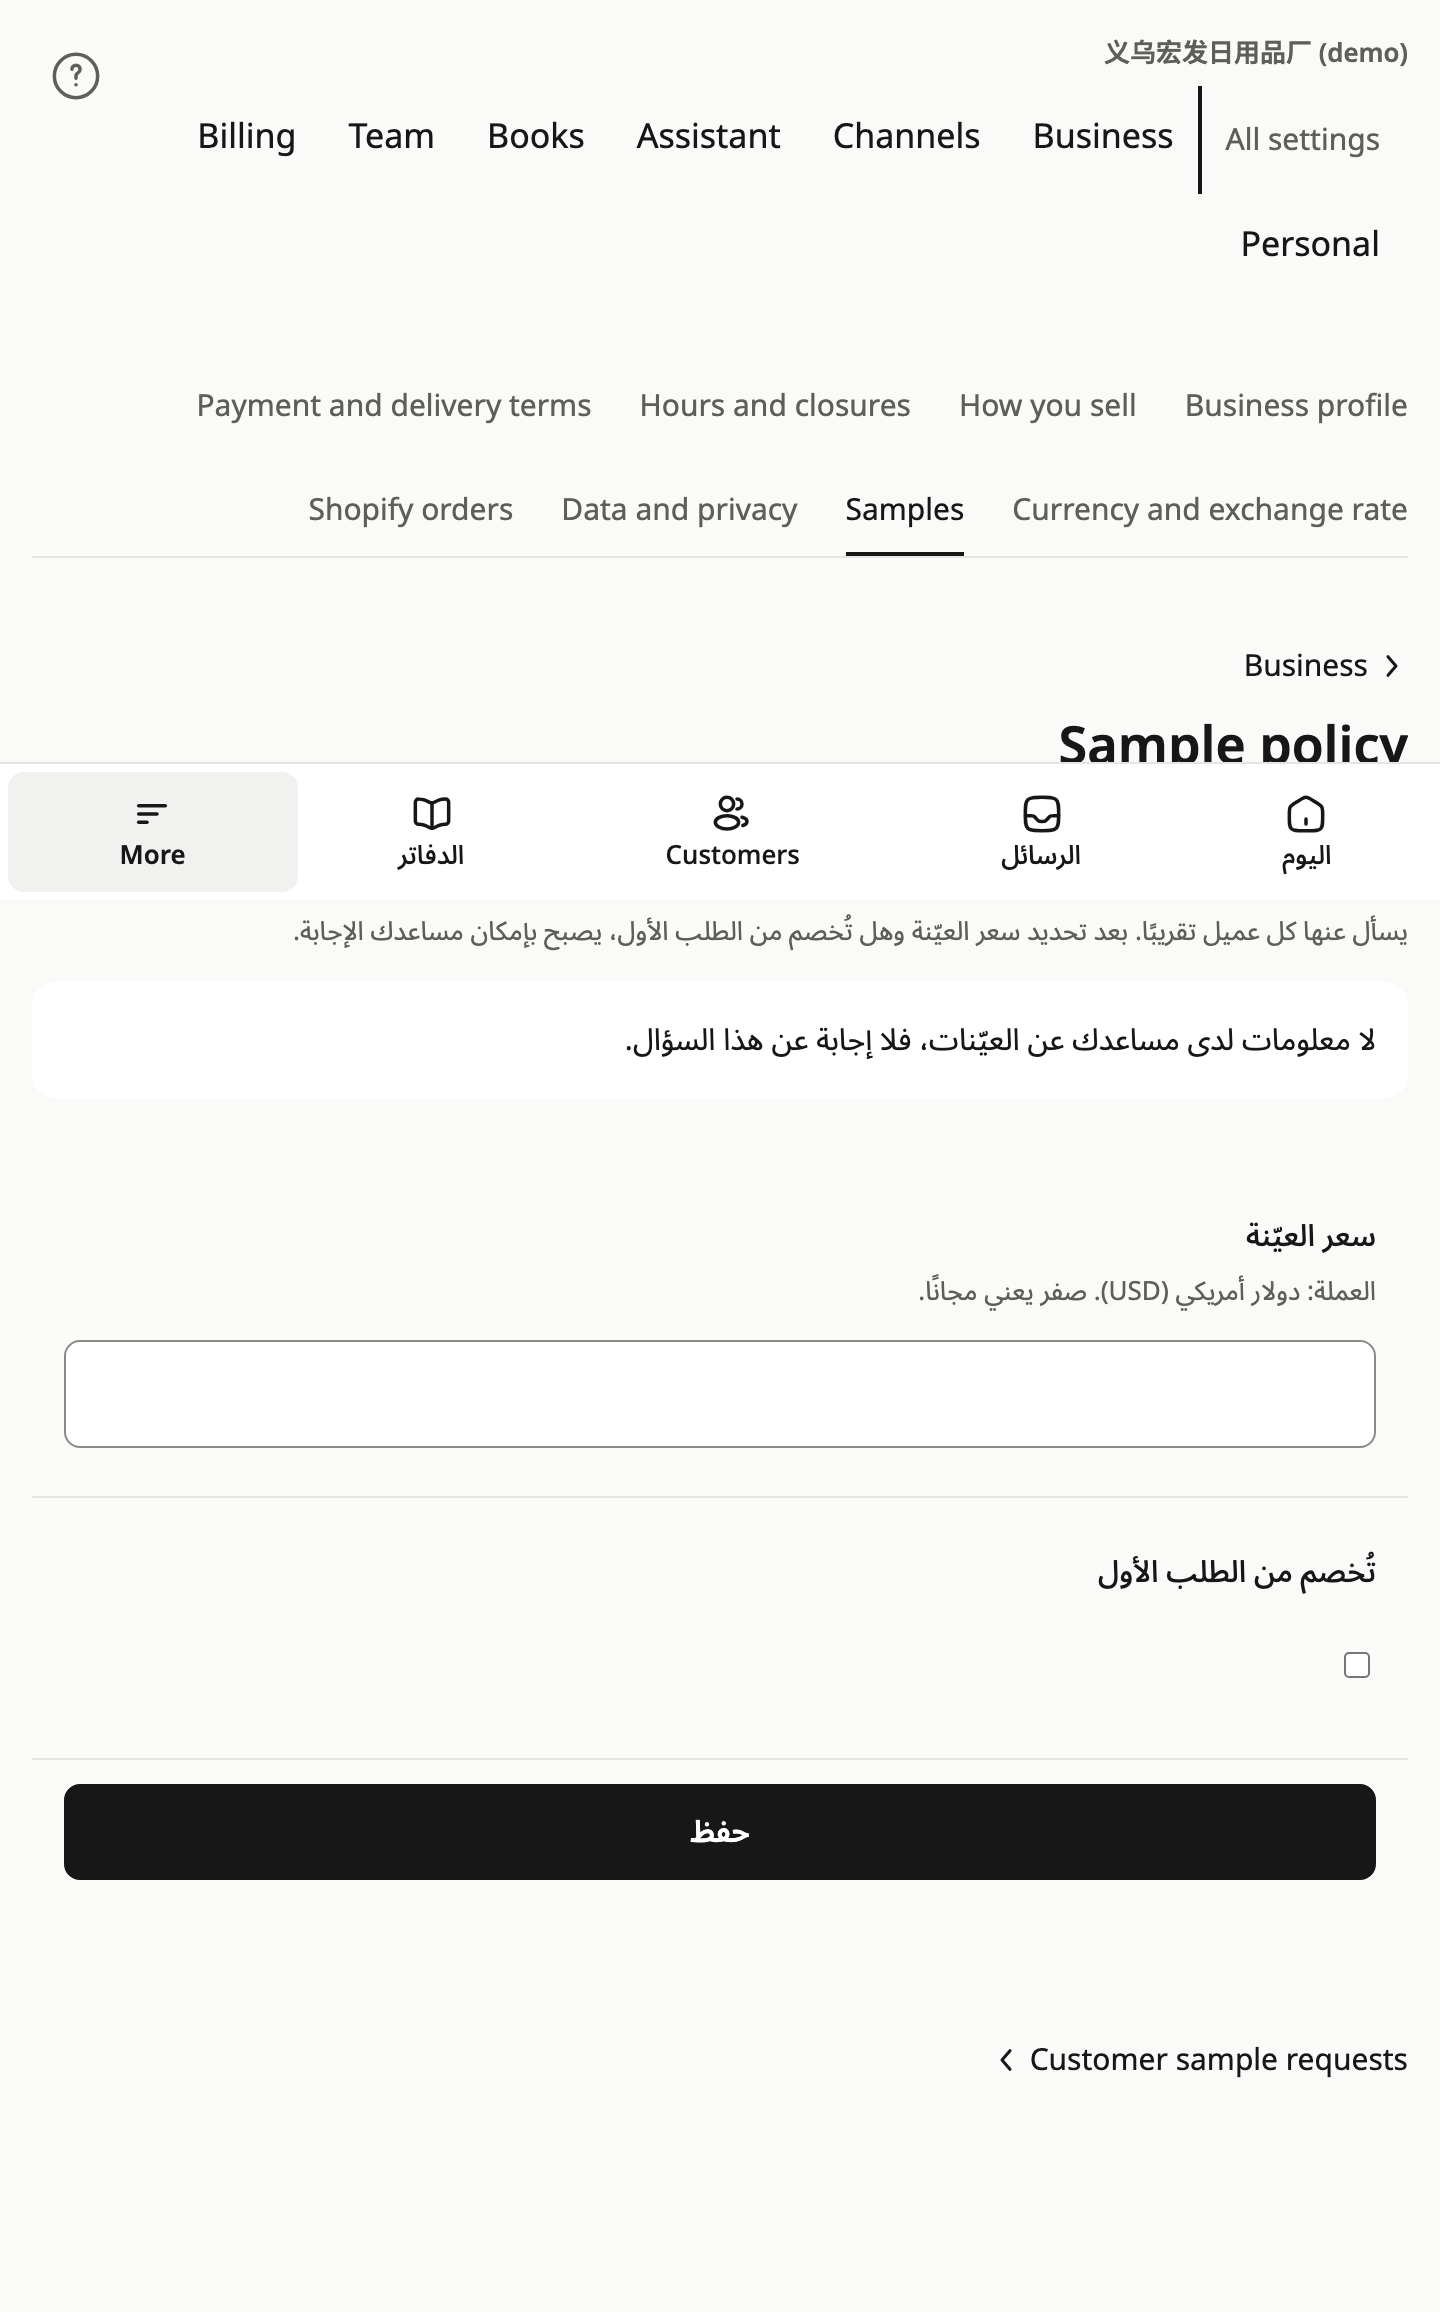 义乌宏发日用品厂 (demo)
All settings
Business
Channels
Assistant
Books
Team
Billing
Personal
Business profile
How you sell
Hours and closures
Payment and delivery terms
Currency and exchange rate
Samples
Data and privacy
Shopify orders
Business
Sample policy
اليوم
الرسائل
Customers
الدفاتر
More
يسأل عنها كل عميل تقريبًا. بعد تحديد سعر العيّنة وهل تُخصم من الطلب الأول، يصبح بإمكان مساعدك الإجابة.
لا معلومات لدى مساعدك عن العيّنات، فلا إجابة عن هذا السؤال.
سعر العيّنة
العملة: دولار أمريكي (USD). صفر يعني مجانًا.
تُخصم من الطلب الأول
حفظ
Customer sample requests